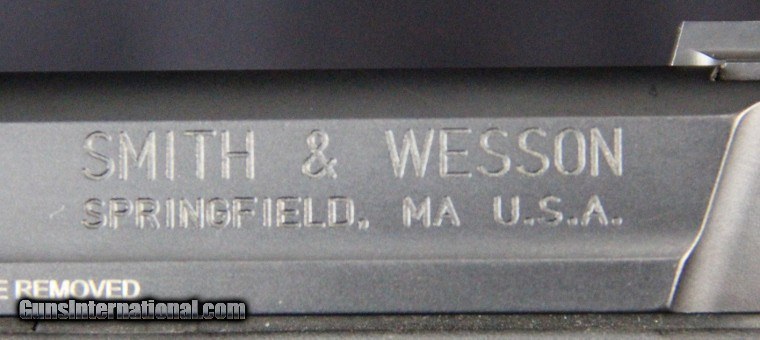 SMITH & WESSON
SPRINGFIELD, MA U.S.A.
E REMOVED
GunsInternational.com